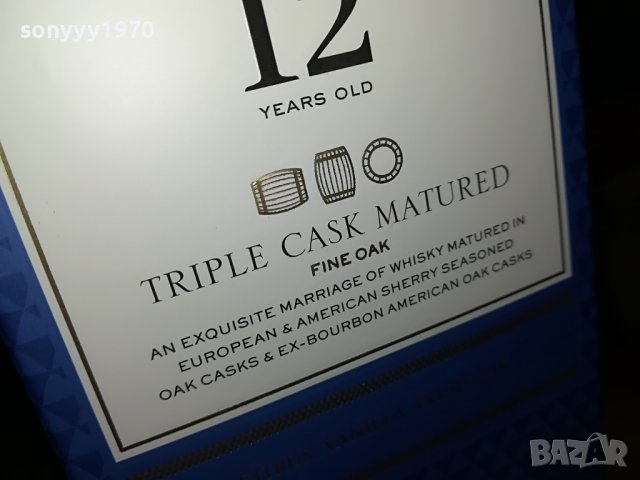 sonyyy1970
12
YEARS OLD
TRIPLE CASK MATURED
FINE OAK
AN EXQUISITE MARRIAGE OF WHISKY MATURED IN
EUROPEAN & AMERICAN SHERRY SEASONED
OAK CASKS & EX-BOURBON AMERICAN OAK CASKS
BAZAR